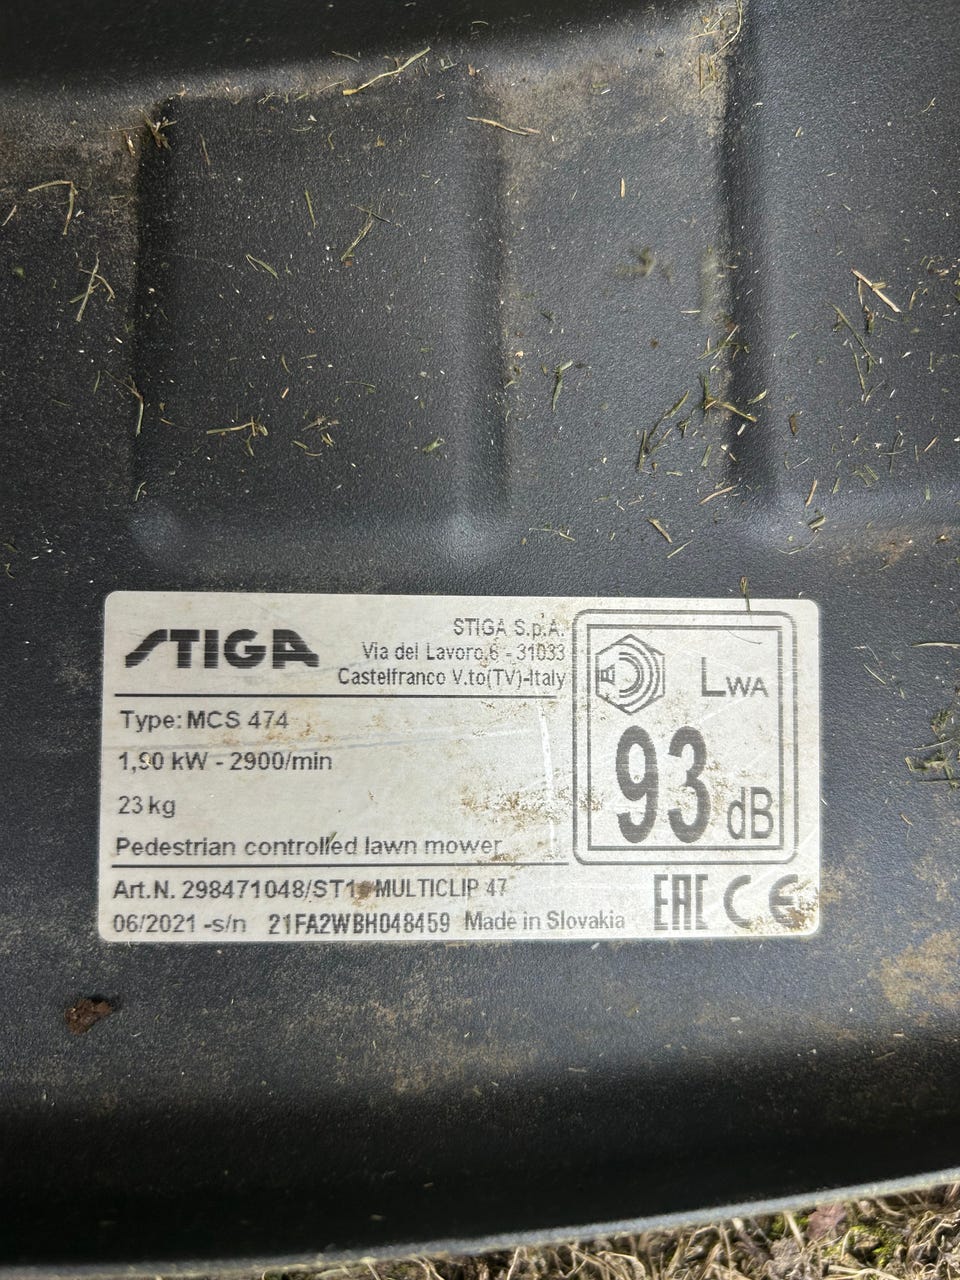 STIGA
STIGA S.p.A.
Via del Lavoro,6 - 31033
Castelfranco V.to(TV)-Italy
Type: MCS 474
1,90 kW - 2900/min
23 kg
Pedestrian controlled lawn mower
LWA
93 dB
Art.N. 298471048/ST1 MULTICLIP 47
06/2021 -s/n 21FA2WBH048459 Made in Slovakia
EAC CE